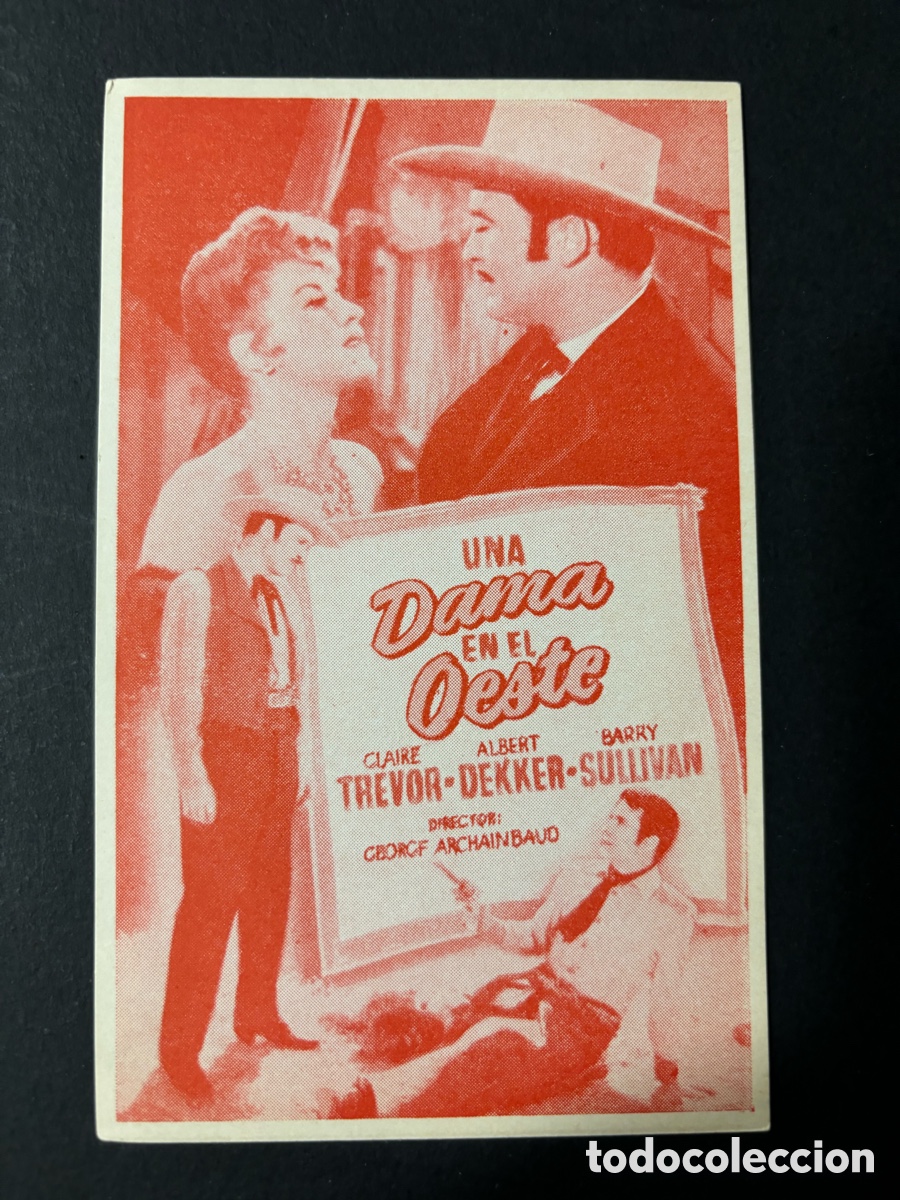 UNA
Dama
EN EL
Oeste
CLAIRE ALBERT BARRY
TREVOR • DEKKER • SULLIVAN
DIRECTOR:
GEORGE ARCHAINBAUD
todocoleccion